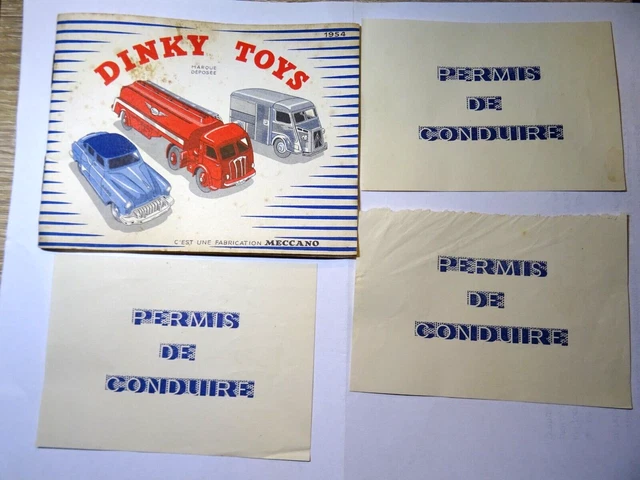 DINKY TOYS
1954
MARQUE
DÉPOSÉE
C'EST UNE FABRICATION MECCANO
PERMIS
DE
CONDUIRE
PERMIS
DE
CONDUIRE
PERMIS
DE
CONDUIRE